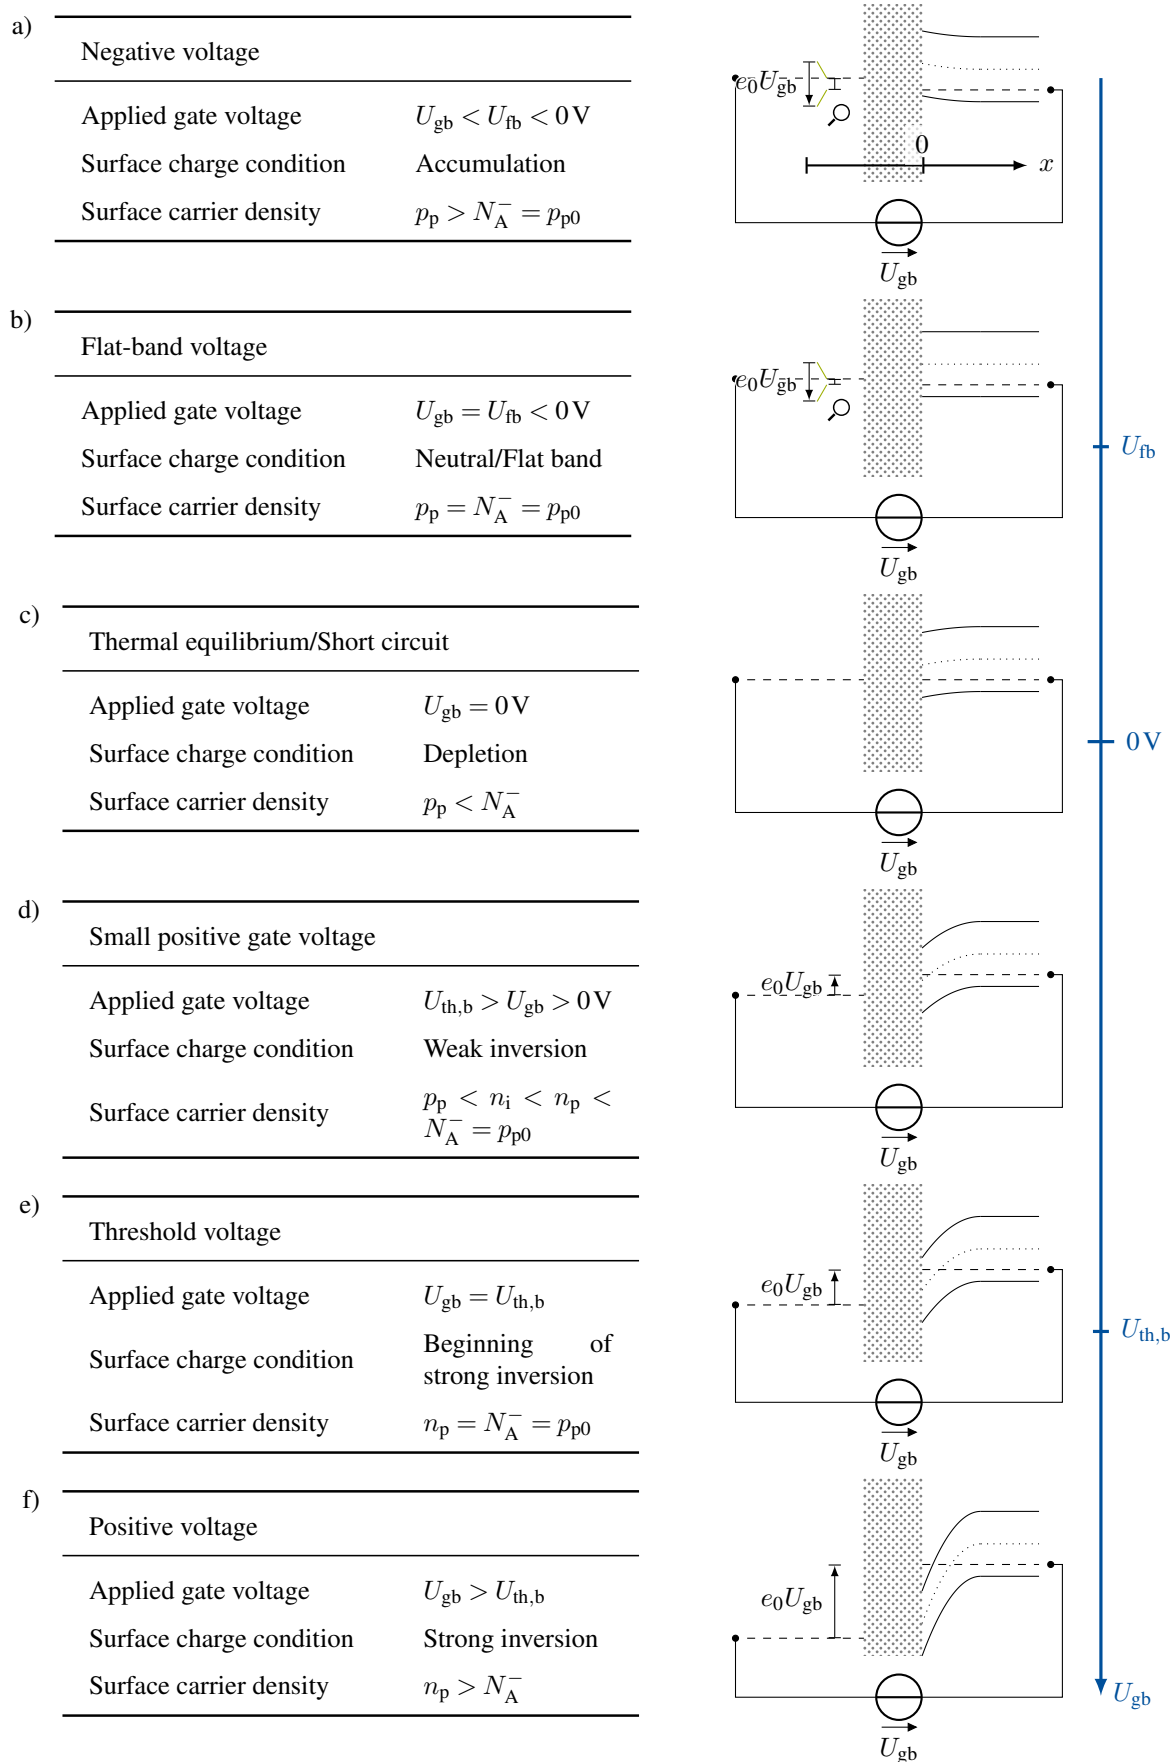 a)
Negative voltage
Applied gate voltage U_gb < U_fb < 0 V
Surface charge condition Accumulation
Surface carrier density p_p > N_A^− = p_p0
e_0U_gb
0
x
U_gb
b)
Flat-band voltage
Applied gate voltage U_gb = U_fb < 0 V
Surface charge condition Neutral/Flat band
Surface carrier density p_p = N_A^− = p_p0
e_0U_gb
U_gb
U_fb
c)
Thermal equilibrium/Short circuit
Applied gate voltage U_gb = 0 V
Surface charge condition Depletion
Surface carrier density p_p < N_A^−
U_gb
0 V
d)
Small positive gate voltage
Applied gate voltage U_th,b > U_gb > 0 V
Surface charge condition Weak inversion
Surface carrier density p_p < n_i < n_p <
N_A^− = p_p0
e_0U_gb
U_gb
e)
Threshold voltage
Applied gate voltage U_gb = U_th,b
Surface charge condition Beginning of
strong inversion
Surface carrier density n_p = N_A^− = p_p0
e_0U_gb
U_gb
U_th,b
f)
Positive voltage
Applied gate voltage U_gb > U_th,b
Surface charge condition Strong inversion
Surface carrier density n_p > N_A^−
e_0U_gb
U_gb
U_gb